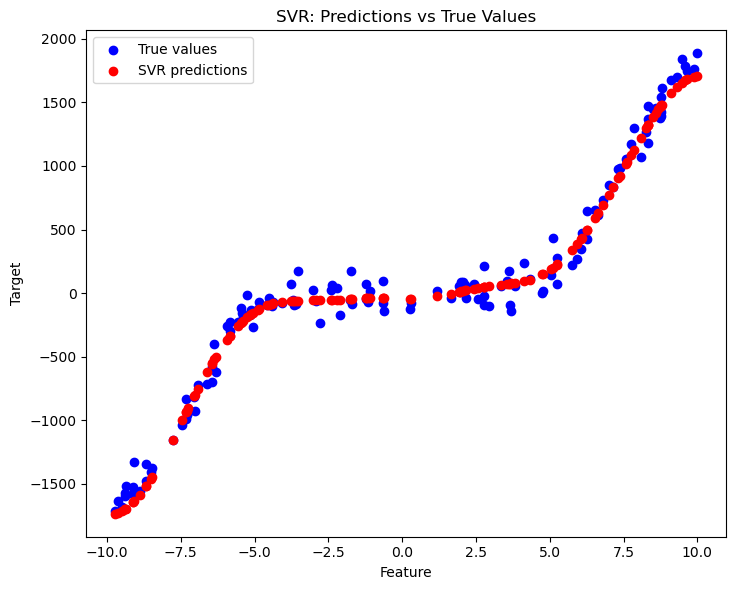 SVR: Predictions vs True Values
True values
SVR predictions
Target
2000
1500
1000
500
0
−500
−1000
−1500
−10.0 −7.5 −5.0 −2.5 0.0 2.5 5.0 7.5 10.0
Feature